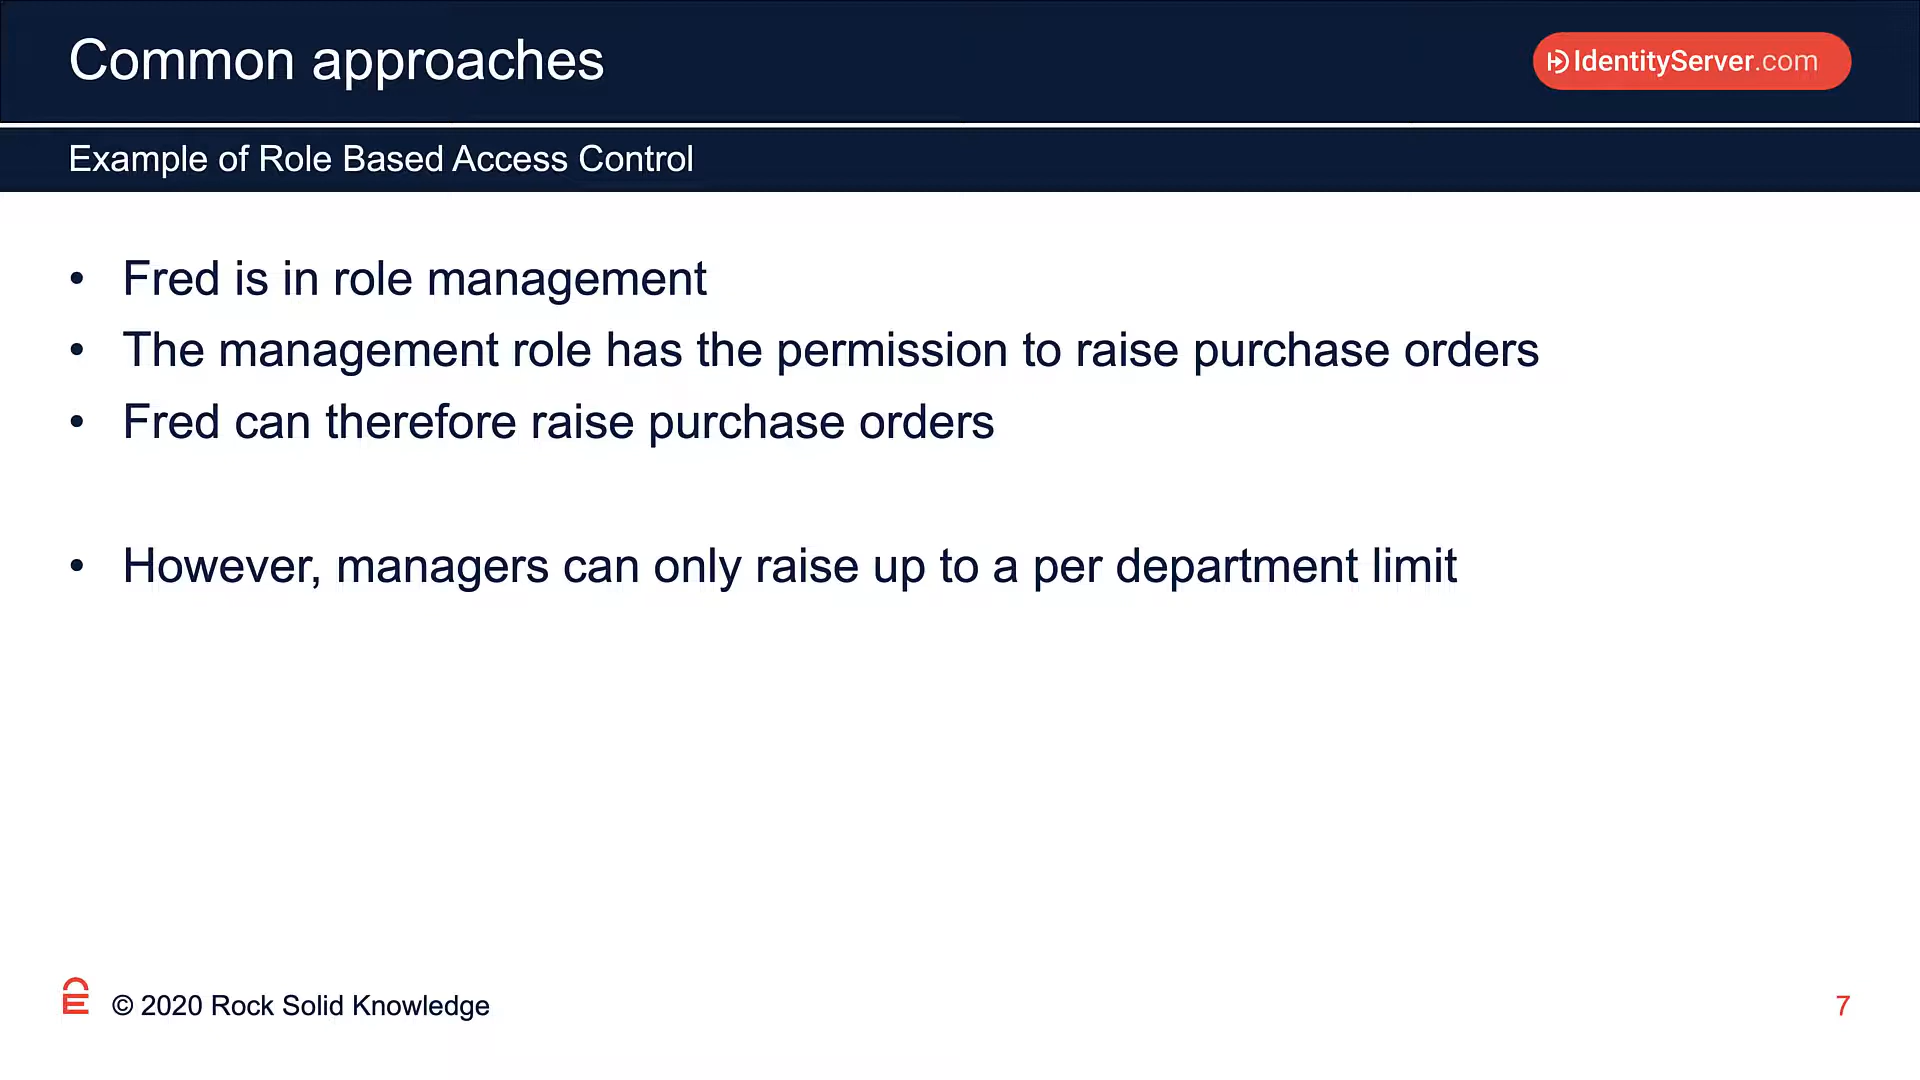 Common approaches
IdentityServer.com
Example of Role Based Access Control
• Fred is in role management
• The management role has the permission to raise purchase orders
• Fred can therefore raise purchase orders
• However, managers can only raise up to a per department limit
© 2020 Rock Solid Knowledge
7